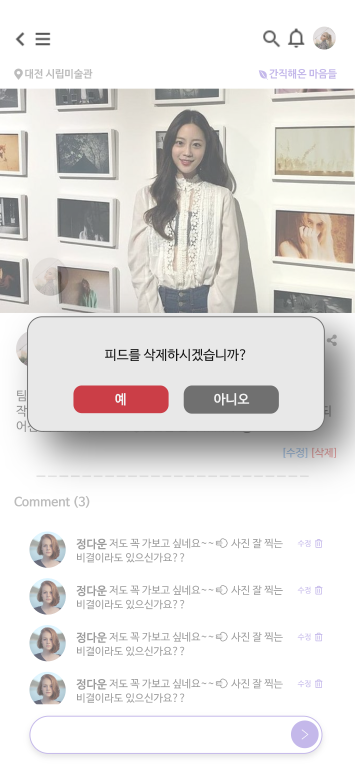 대전 시립미술관
간직해온 마음들
피드를 삭제하시겠습니까?
예
아니오
팀
작
되
어
[수정] [삭제]
Comment (3)
정다운 저도 꼭 가보고 싶네요~~ 사진 잘 찍는
수정
비결이라도 있으신가요??
정다운 저도 꼭 가보고 싶네요~~ 사진 잘 찍는
수정
비결이라도 있으신가요??
정다운 저도 꼭 가보고 싶네요~~ 사진 잘 찍는
수정
비결이라도 있으신가요??
정다운 저도 꼭 가보고 싶네요~~ 사진 잘 찍는
수정
비결이라도 있으신가요??